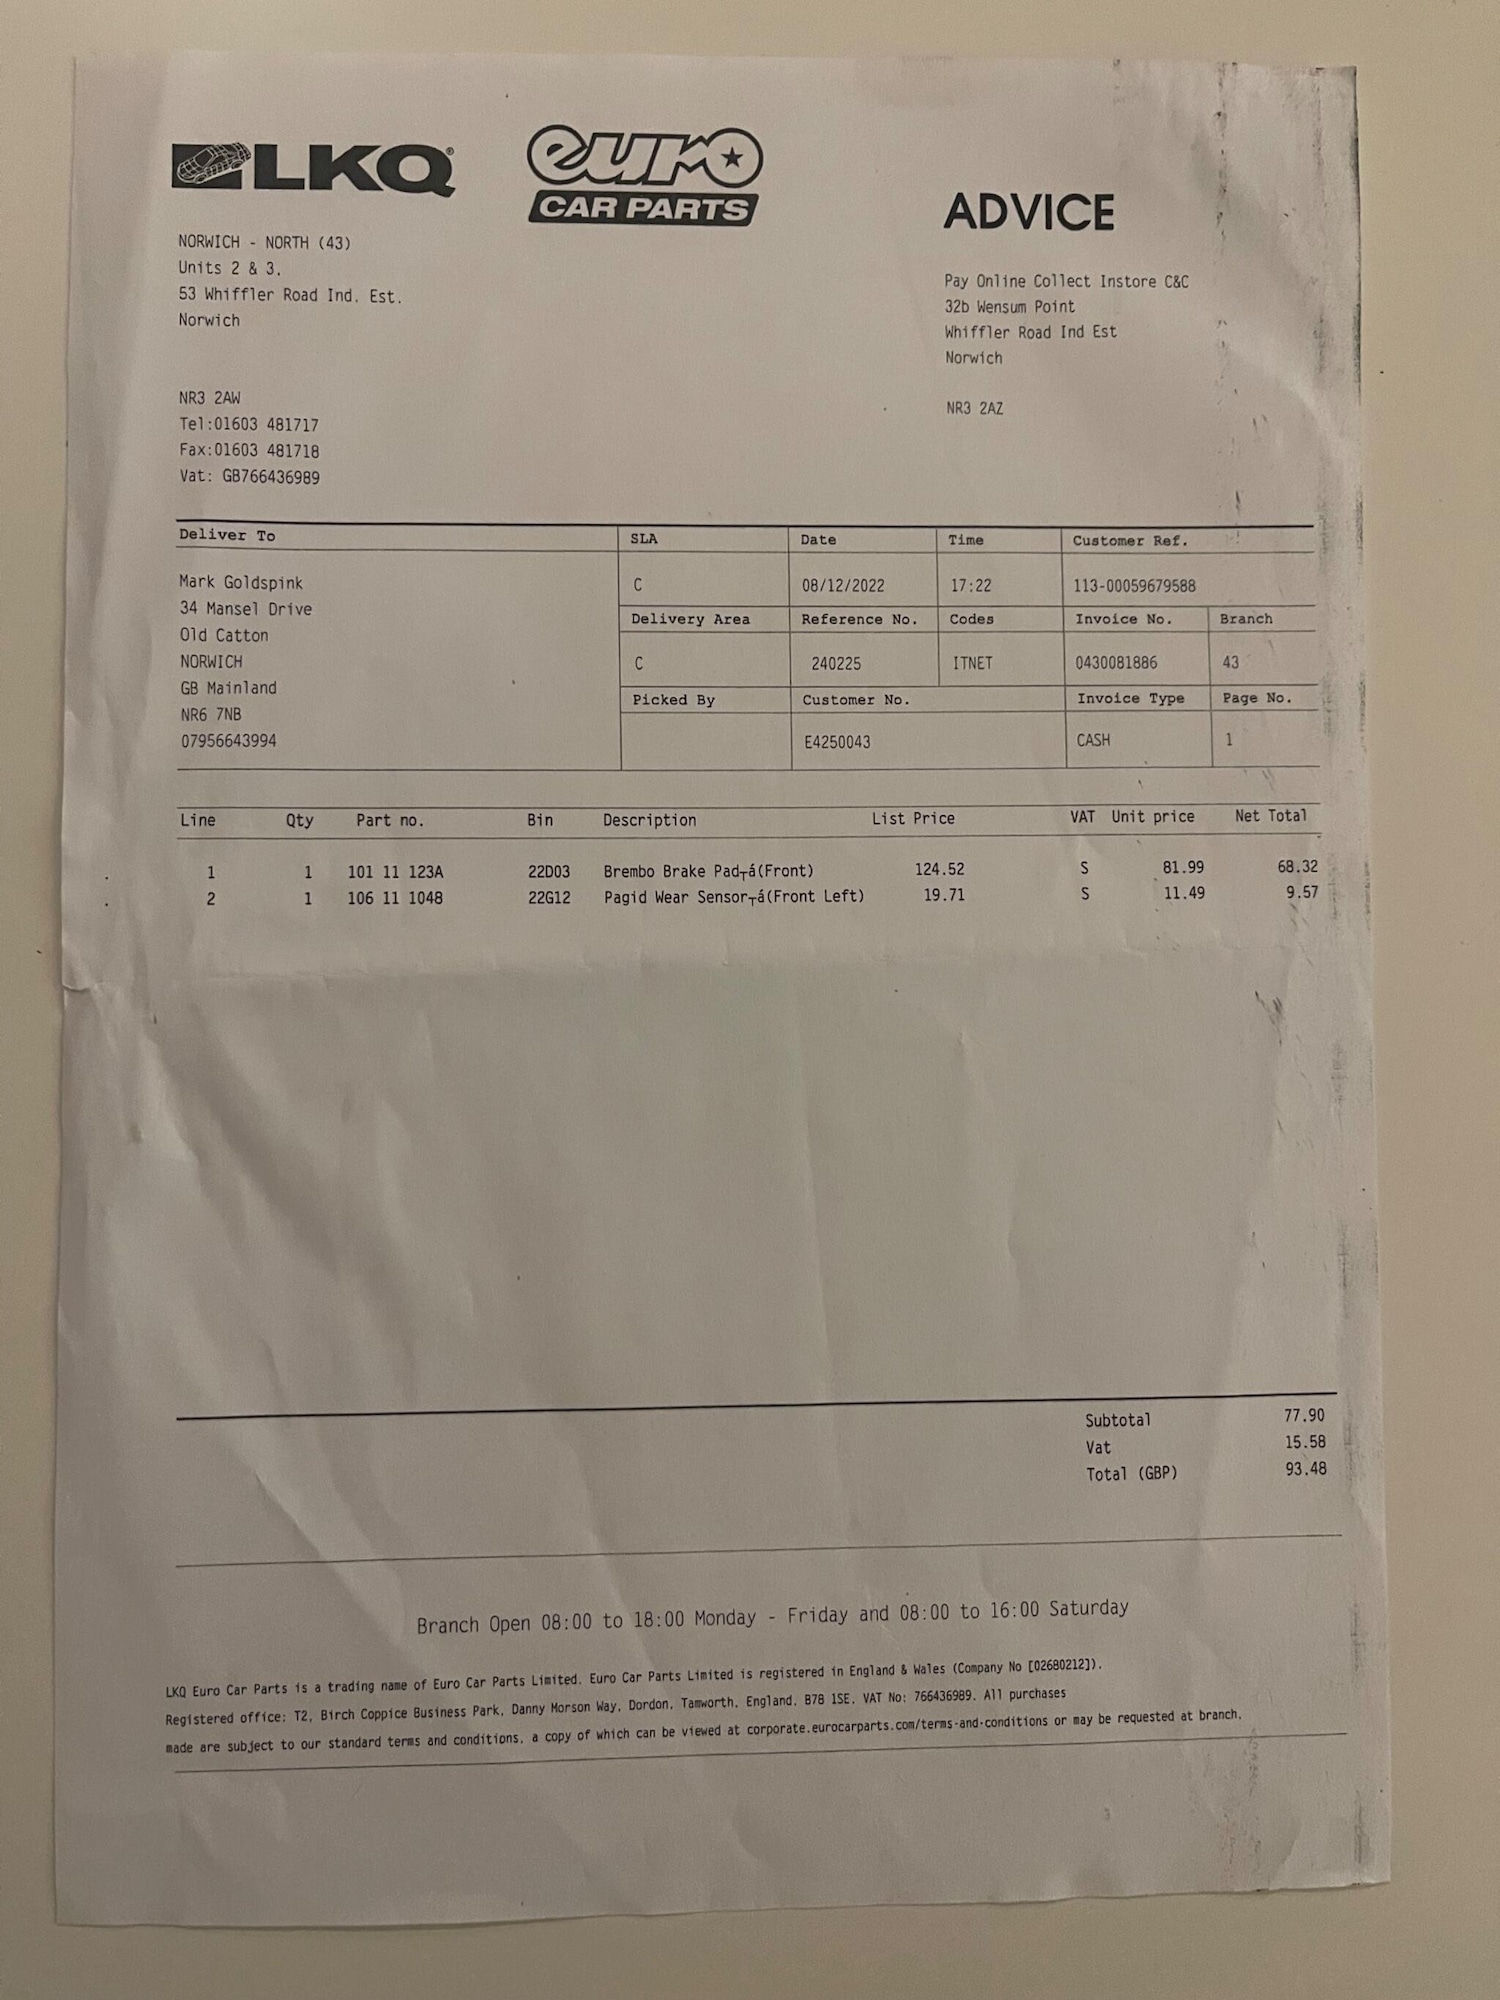 LKQ®
euro
CAR PARTS
ADVICE
NORWICH - NORTH (43)
Units 2 & 3.
53 Whiffler Road Ind. Est.
Norwich
NR3 2AW
Tel:01603 481717
Fax:01603 481718
Vat: GB766436989
Pay Online Collect Instore C&C
32b Wensum Point
Whiffler Road Ind Est
Norwich
NR3 2AZ
Deliver To
Mark Goldspink
34 Mansel Drive
Old Catton
NORWICH
GB Mainland
NR6 7NB
07956643994
SLA Date Time Customer Ref.
C 08/12/2022 17:22 113-00059679588
Delivery Area Reference No. Codes Invoice No. Branch
C 240225 ITNET 0430081886 43
Picked By Customer No. Invoice Type Page No.
E4250043 CASH 1
Line Qty Part no. Bin Description List Price VAT Unit price Net Total
1 1 101 11 123A 22D03 Brembo Brake Pad┬á(Front) 124.52 S 81.99 68.32
2 1 106 11 1048 22G12 Pagid Wear Sensor┬á(Front Left) 19.71 S 11.49 9.57
Subtotal 77.90
Vat 15.58
Total (GBP) 93.48
Branch Open 08:00 to 18:00 Monday - Friday and 08:00 to 16:00 Saturday
LKQ Euro Car Parts is a trading name of Euro Car Parts Limited. Euro Car Parts Limited is registered in England & Wales (Company No [02680212]).
Registered office: T2, Birch Coppice Business Park, Danny Morson Way, Dordon, Tamworth, England, B78 1SE. VAT No: 766436989. All purchases
made are subject to our standard terms and conditions, a copy of which can be viewed at corporate.eurocarparts.com/terms-and-conditions or may be requested at branch.